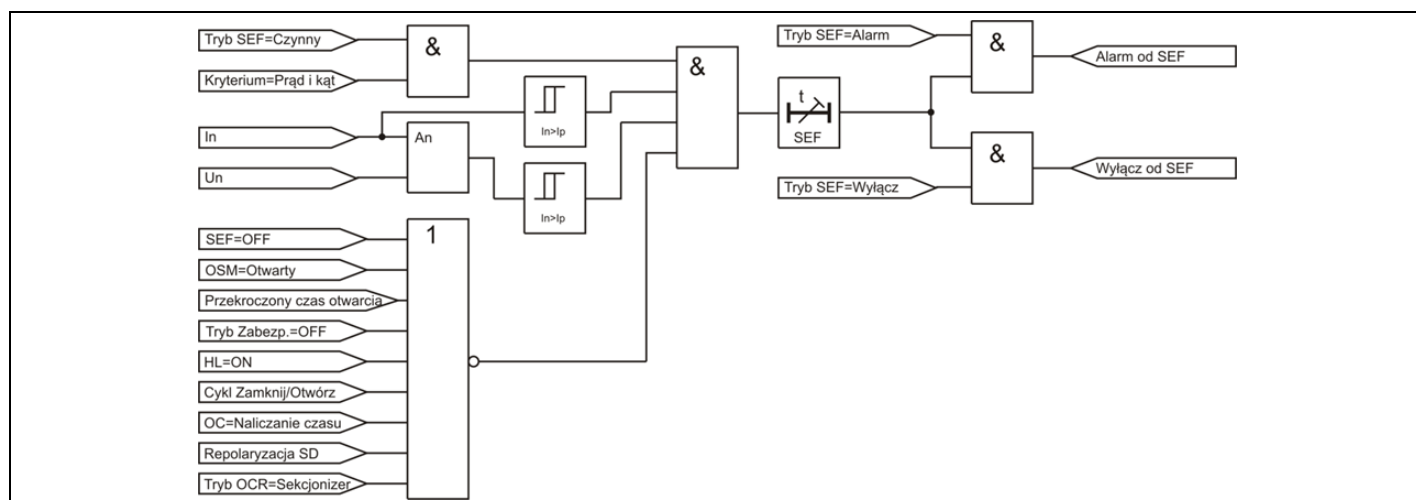 Tryb SEF=Czynny
&
Kryterium=Prąd i kąt
In
Un
An
In>Ip
In>Ip
&
t
SEF
Tryb SEF=Alarm
&
Alarm od SEF
&
Wyłącz od SEF
Tryb SEF=Wyłącz
1
SEF=OFF
OSM=Otwarty
Przekroczony czas otwarcia
Tryb Zabezp.=OFF
HL=ON
Cykl Zamknij/Otwórz
OC=Naliczanie czasu
Repolaryzacja SD
Tryb OCR=Sekcjonizer